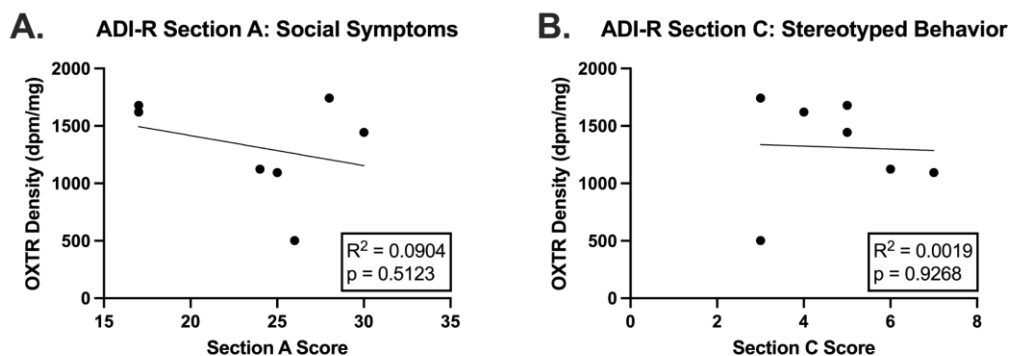 A.
ADI-R Section A: Social Symptoms
OXTR Density (dpm/mg)
2000
1500
1000
500
0
15 20 25 30 35
Section A Score
R² = 0.0904
p = 0.5123
B.
ADI-R Section C: Stereotyped Behavior
OXTR Density (dpm/mg)
2000
1500
1000
500
0
0 2 4 6 8
Section C Score
R² = 0.0019
p = 0.9268